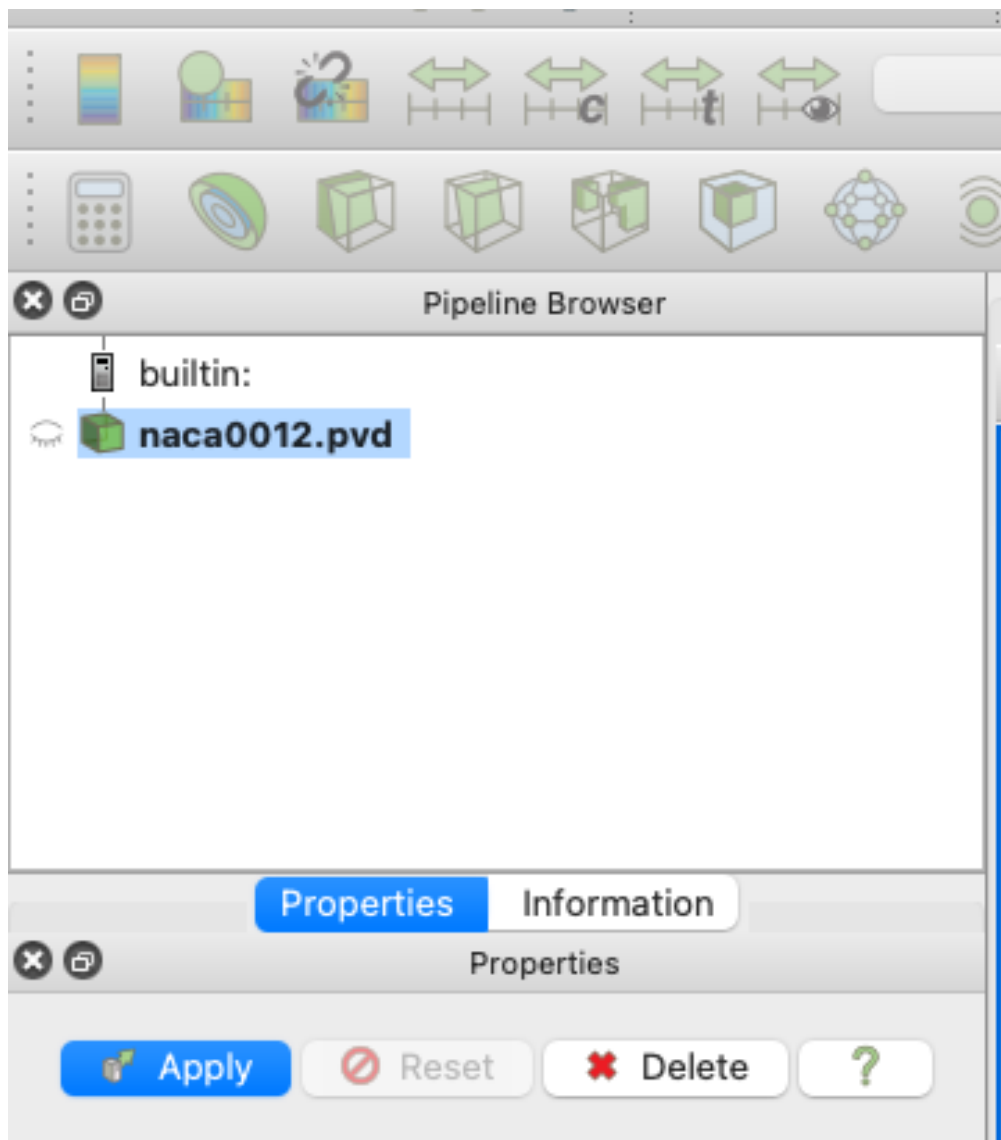 c
t
Pipeline Browser
builtin:
naca0012.pvd
Properties Information
Properties
Apply Reset Delete ?